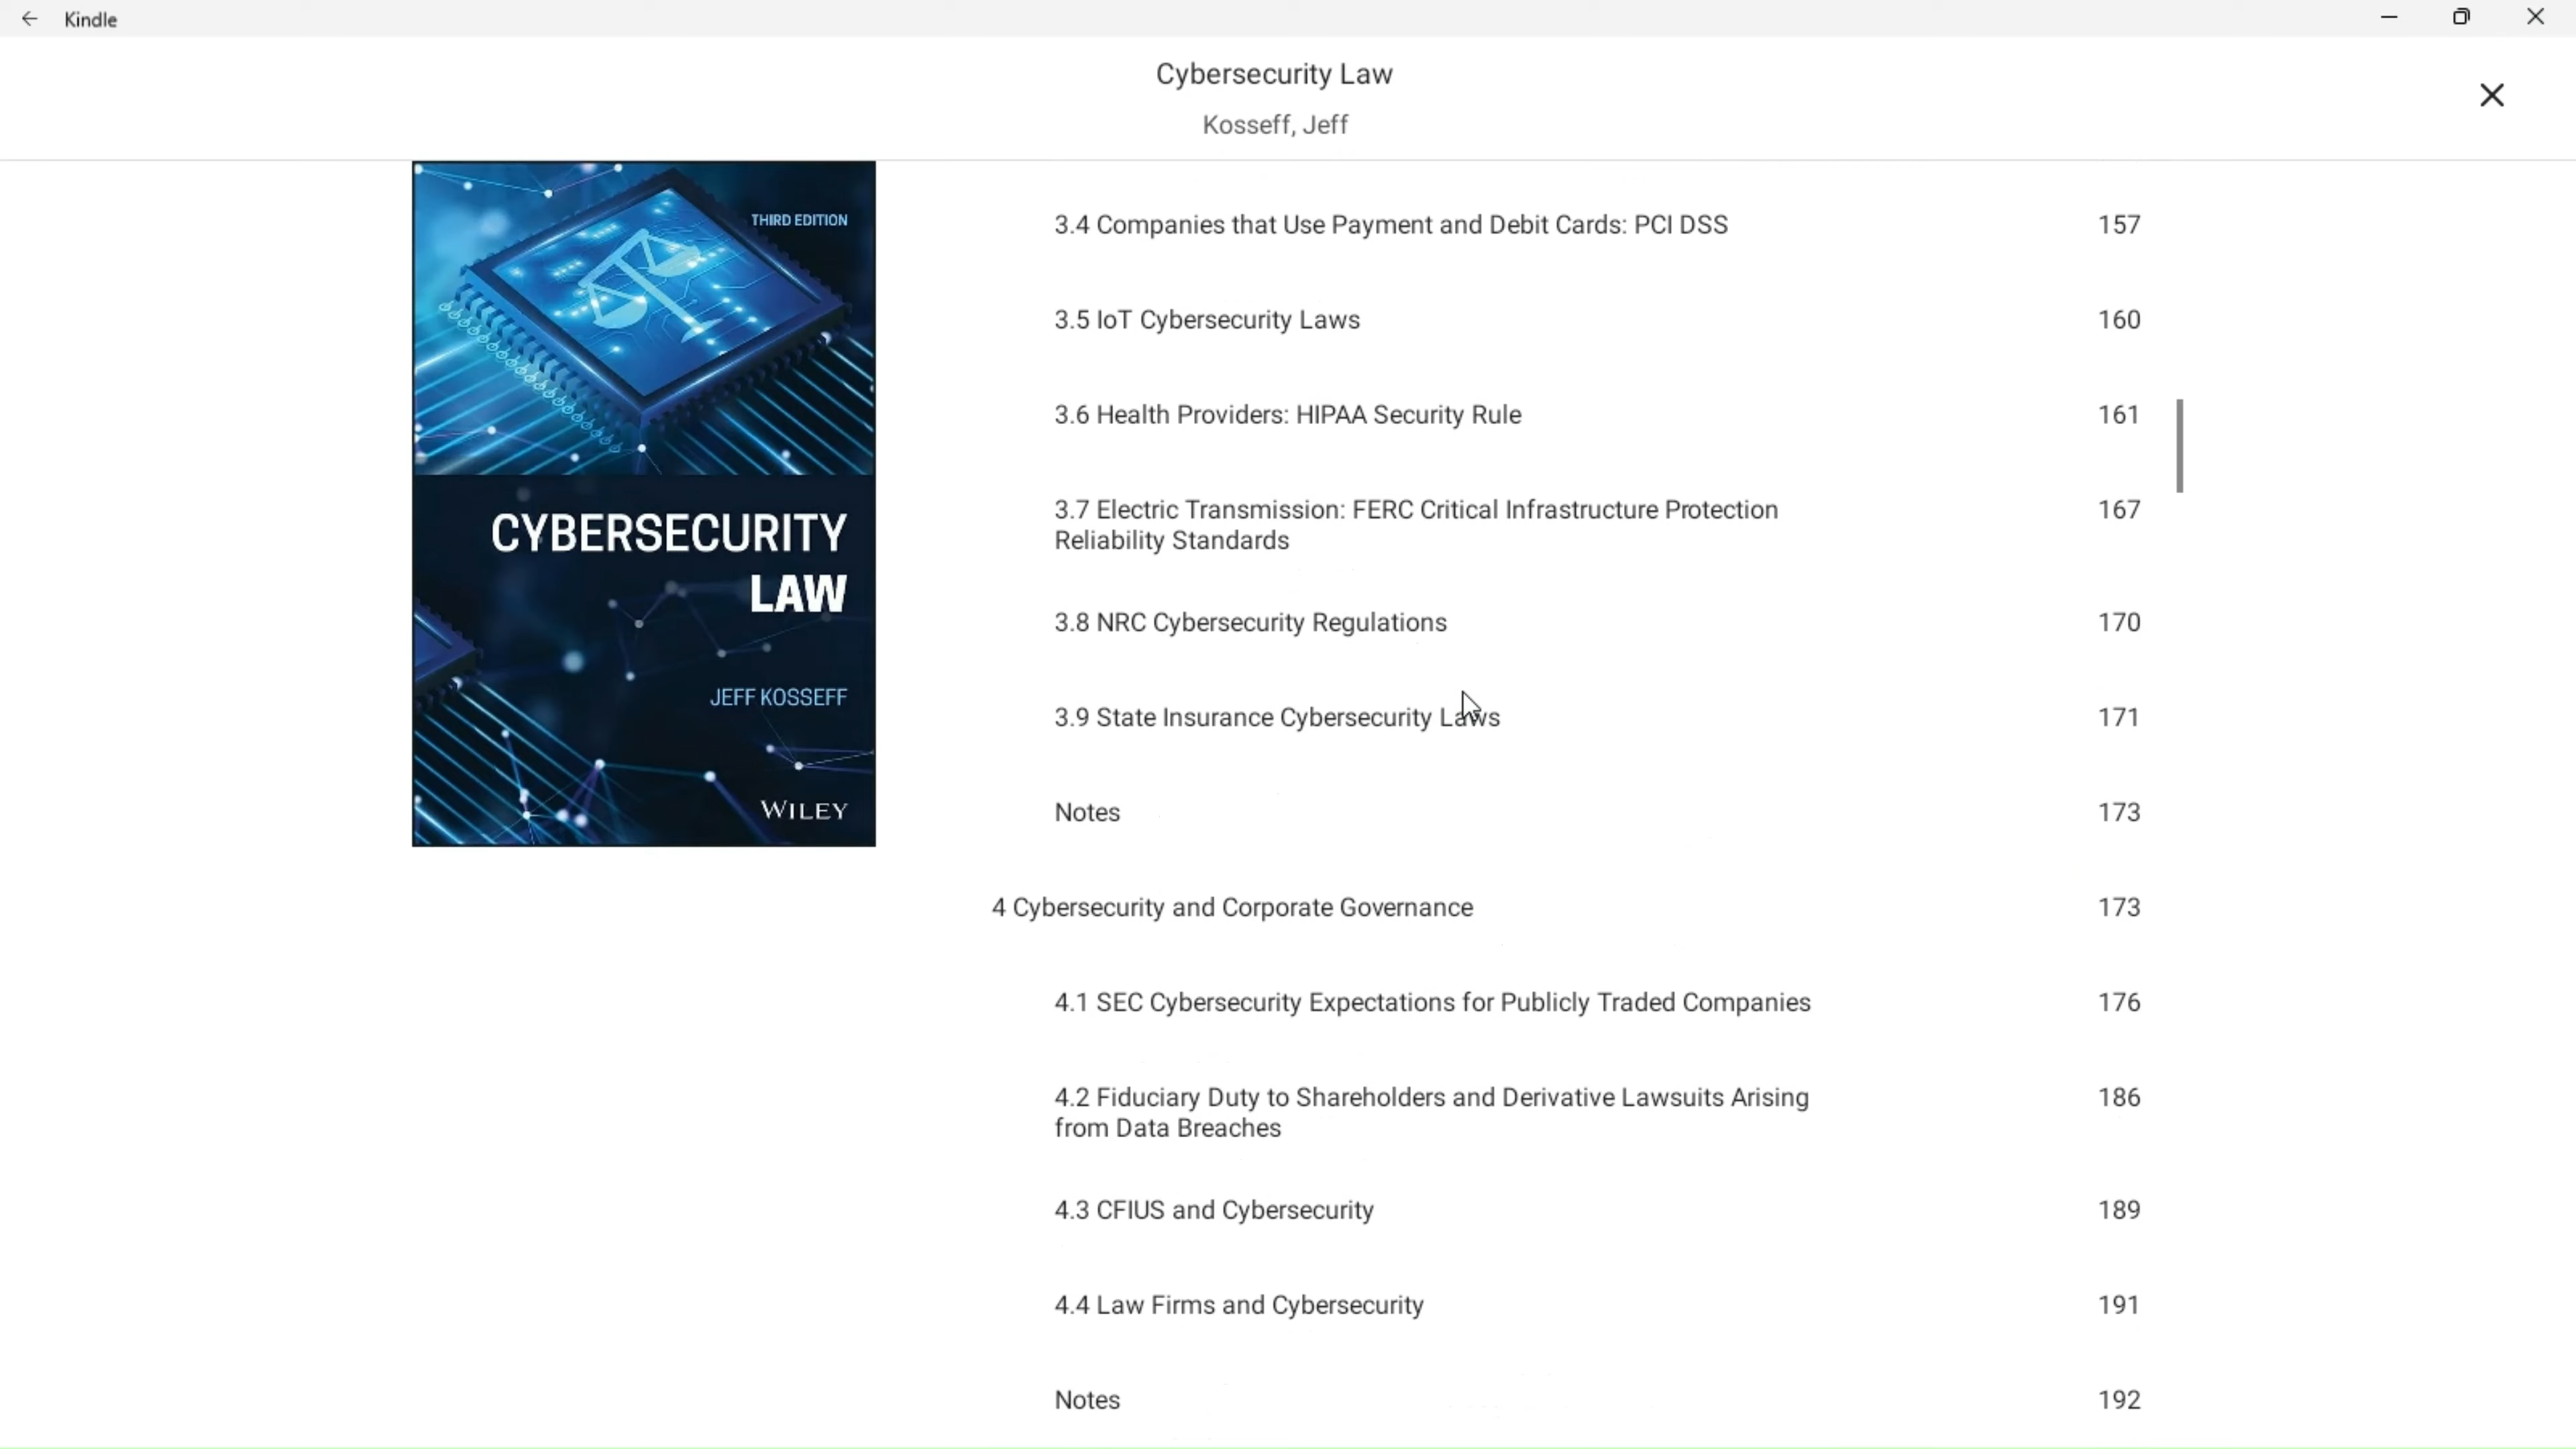 Kindle
Cybersecurity Law
Kosseff, Jeff
THIRD EDITION
CYBERSECURITY
LAW
JEFF KOSSEFF
WILEY
3.4 Companies that Use Payment and Debit Cards: PCI DSS 157
3.5 IoT Cybersecurity Laws 160
3.6 Health Providers: HIPAA Security Rule 161
3.7 Electric Transmission: FERC Critical Infrastructure Protection 167
Reliability Standards
3.8 NRC Cybersecurity Regulations 170
3.9 State Insurance Cybersecurity Laws 171
Notes 173
4 Cybersecurity and Corporate Governance 173
4.1 SEC Cybersecurity Expectations for Publicly Traded Companies 176
4.2 Fiduciary Duty to Shareholders and Derivative Lawsuits Arising 186
from Data Breaches
4.3 CFIUS and Cybersecurity 189
4.4 Law Firms and Cybersecurity 191
Notes 192